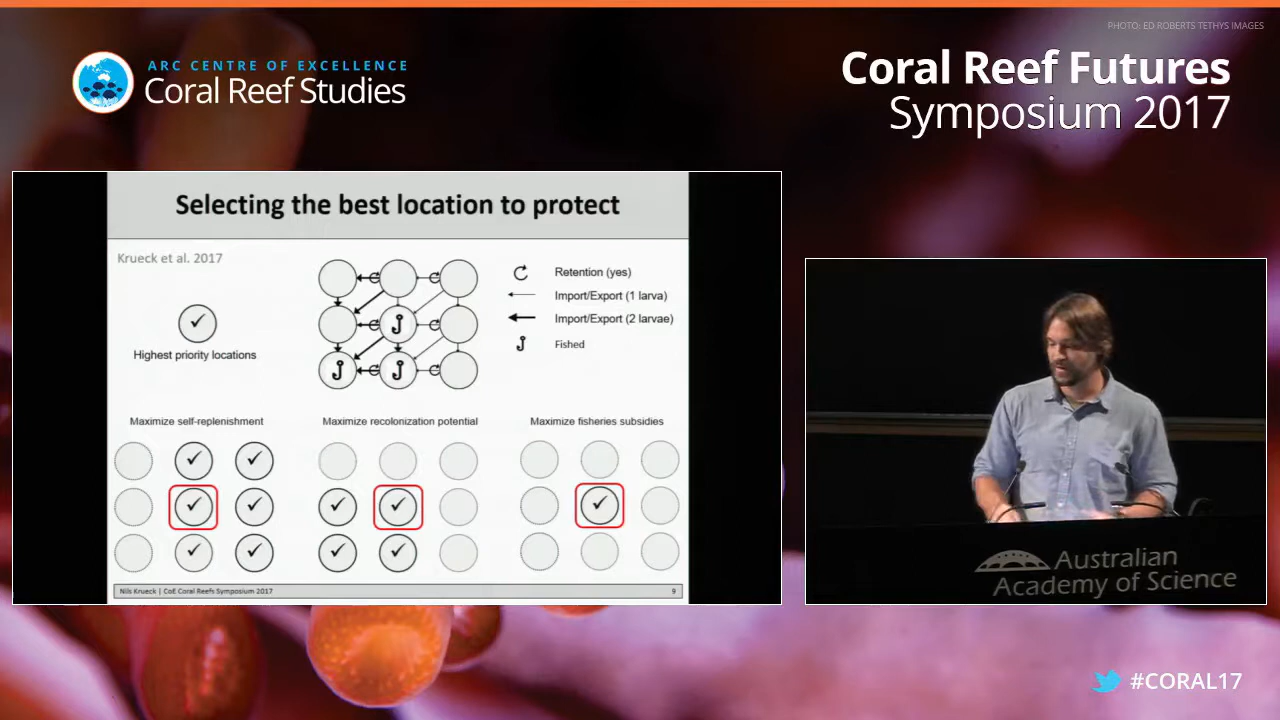 PHOTO: ED ROBERTS TETHYS IMAGES
ARC CENTRE OF EXCELLENCE
Coral Reef Studies
Coral Reef Futures
Symposium 2017
Selecting the best location to protect
Krueck et al. 2017
Highest priority locations
Retention (yes)
Import/Export (1 larva)
Import/Export (2 larvae)
Fished
Maximize self-replenishment
Maximize recolonization potential
Maximize fisheries subsidies
Nils Krueck | CoE Coral Reefs Symposium 2017
9
Australian
Academy of Science
#CORAL17